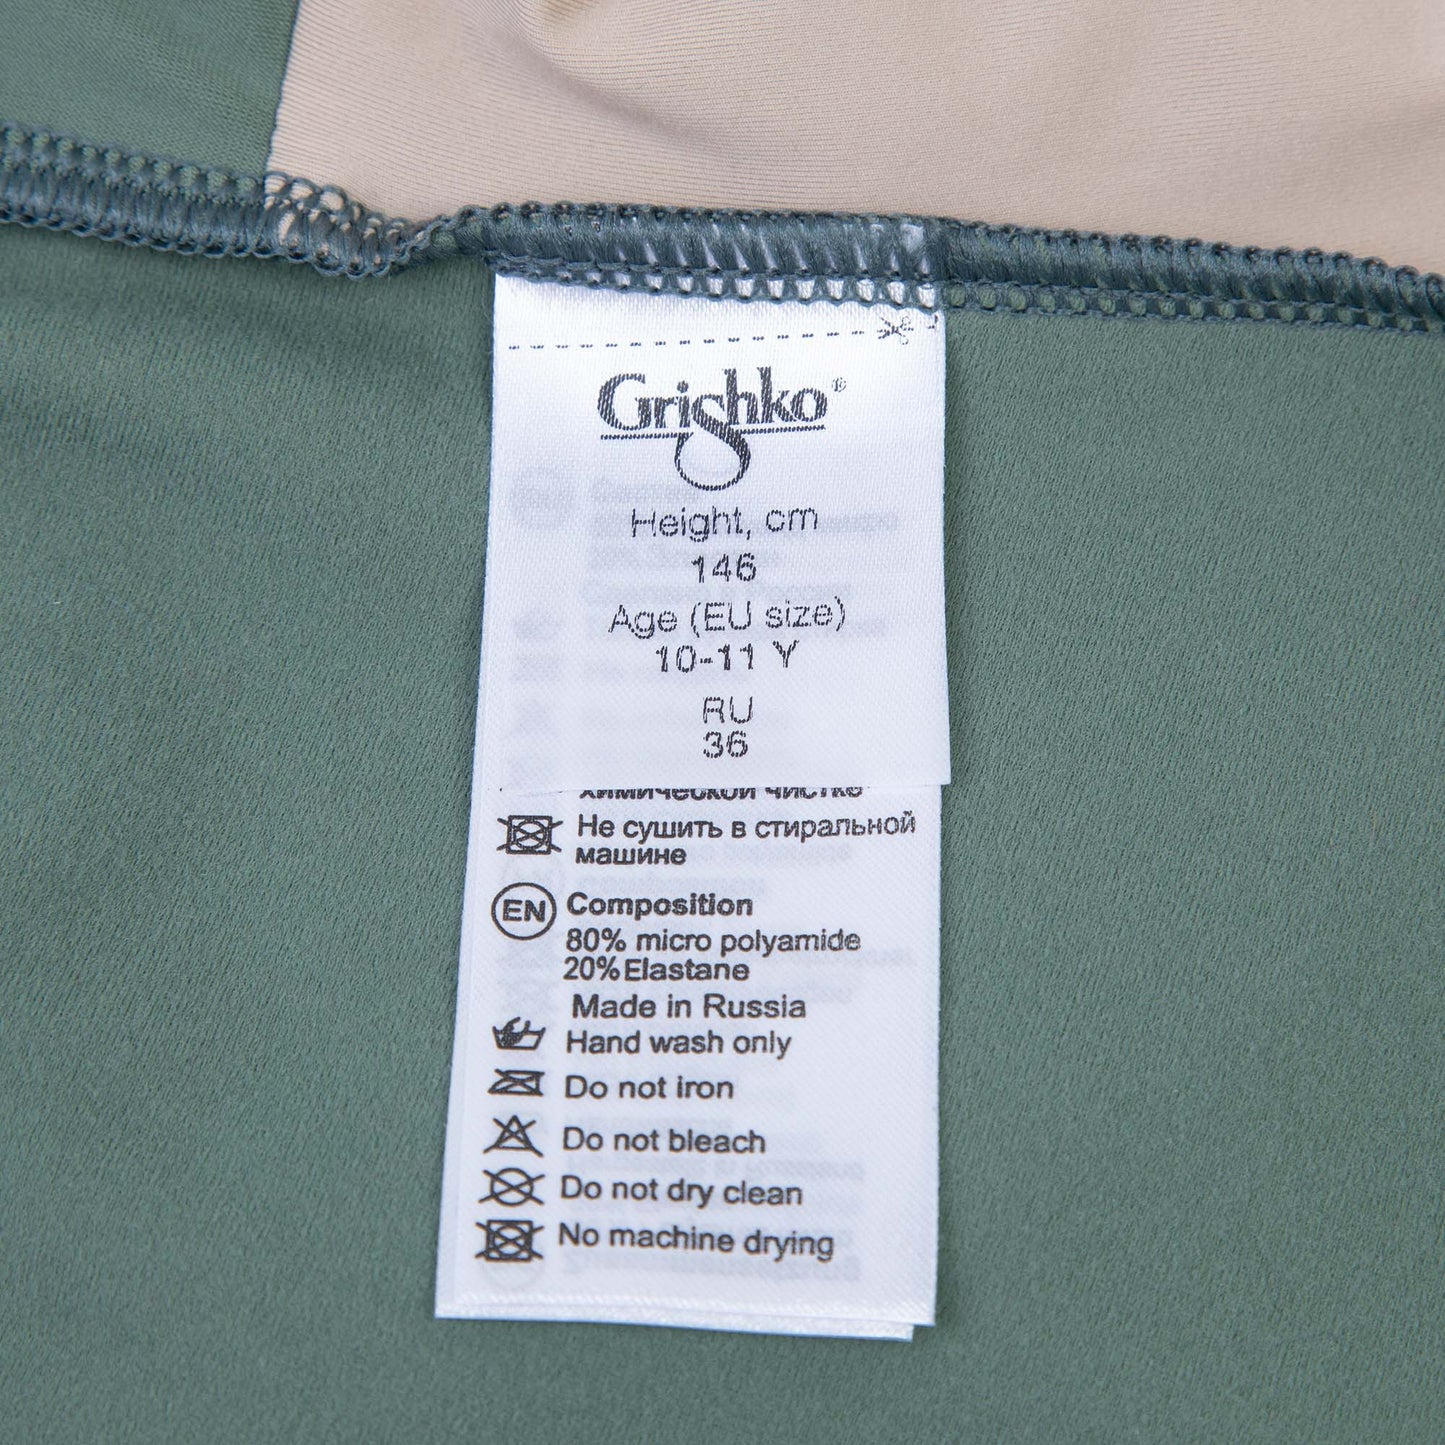 Grishko®
Height, cm
146
Age (EU size)
10-11 Y
RU
36
химической чистке
Не сушить в стиральной
машине
EN Composition
80% micro polyamide
20% Elastane
Made in Russia
Hand wash only
Do not iron
Do not bleach
Do not dry clean
No machine drying